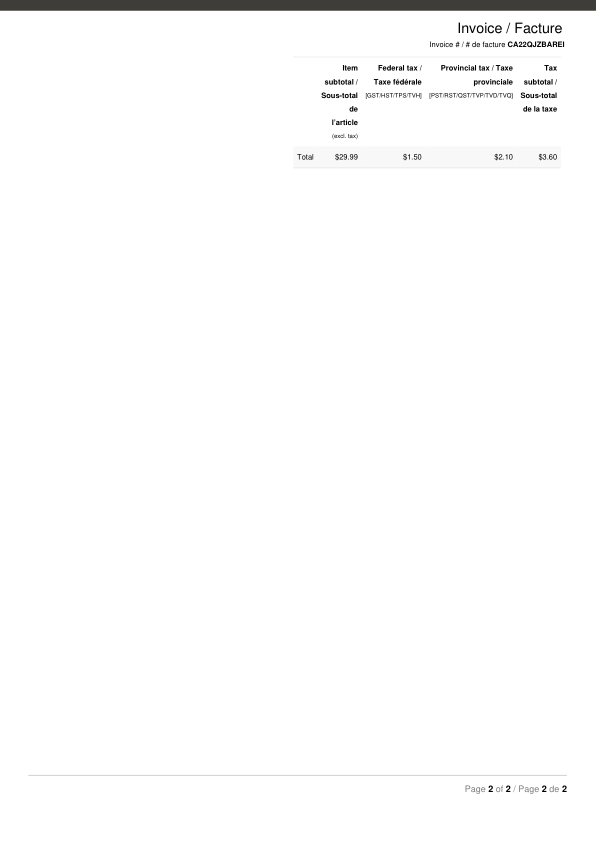 Invoice / Facture
Invoice # / # de facture CA22QJZBAREI
Item subtotal / Sous-total de l'article (excl. tax)
Federal tax / Taxe fédérale [GST/HST/TPS/TVH]
Provincial tax / Taxe provinciale [PST/RST/QST/TVP/TVD/TVQ]
Tax subtotal / Sous-total de la taxe
Total $29.99 $1.50 $2.10 $3.60
Page 2 of 2 / Page 2 de 2